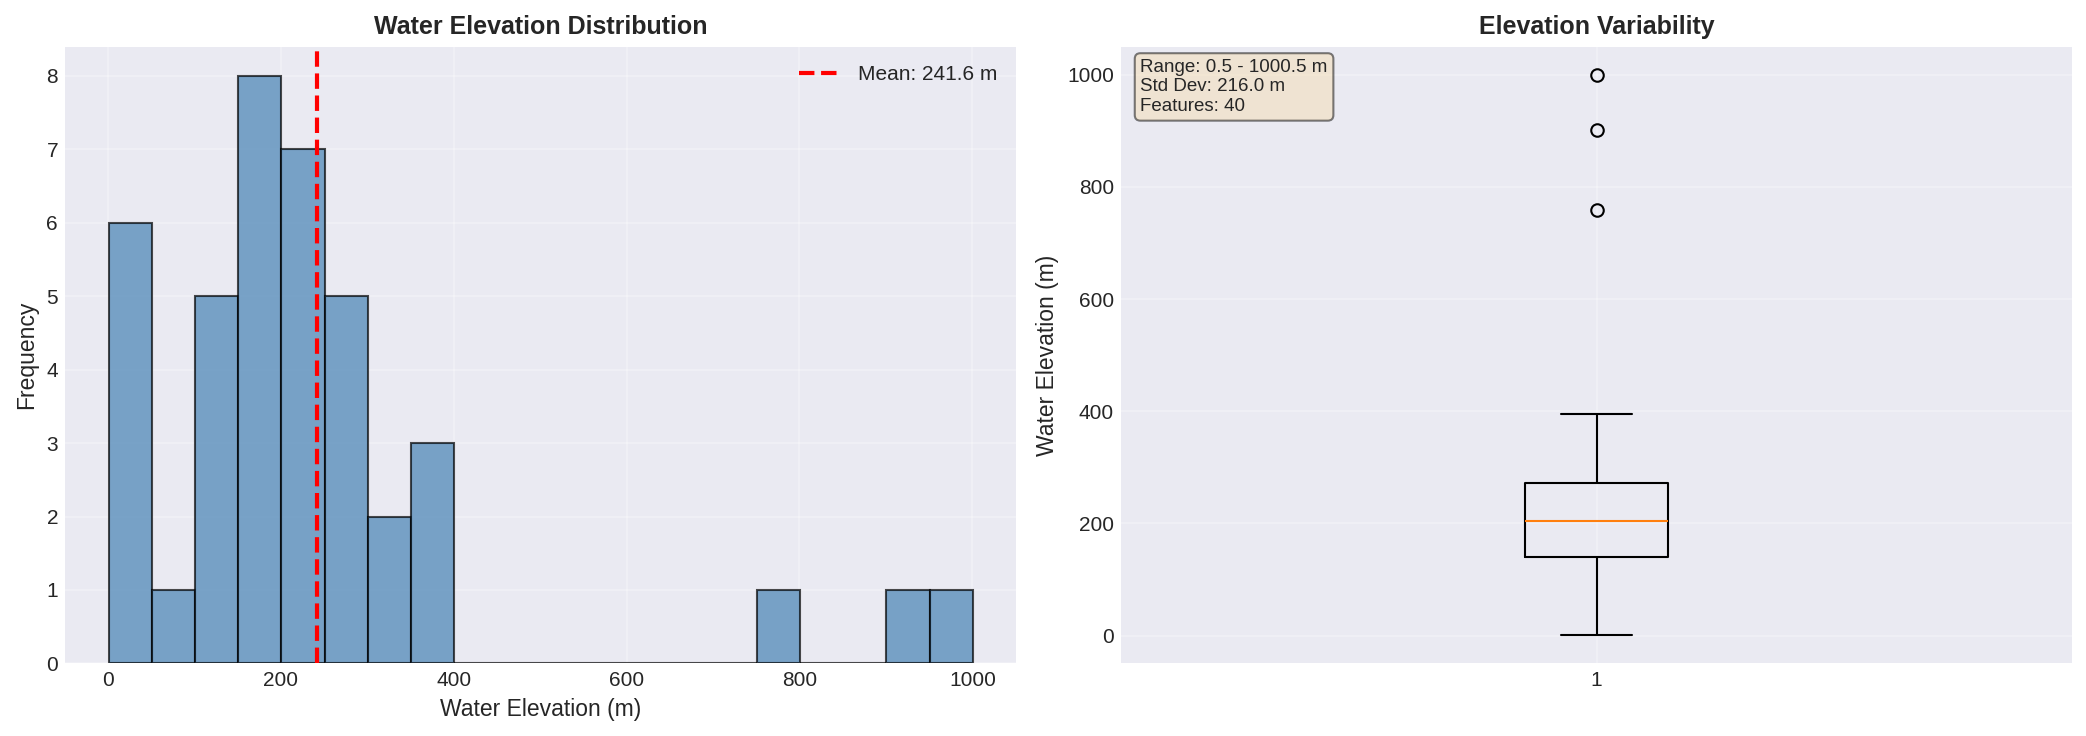 Water Elevation Distribution
Mean: 241.6 m
Frequency
8
7
6
5
4
3
2
1
0
0 200 400 600 800 1000
Water Elevation (m)
Elevation Variability
Range: 0.5 - 1000.5 m
Std Dev: 216.0 m
Features: 40
Water Elevation (m)
1000
800
600
400
200
0
1